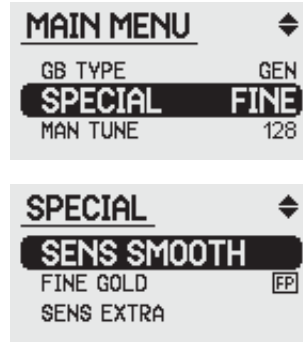 MAIN MENU
GB TYPE GEN
SPECIAL FINE
MAN TUNE 128
SPECIAL
SENS SMOOTH
FINE GOLD FP
SENS EXTRA